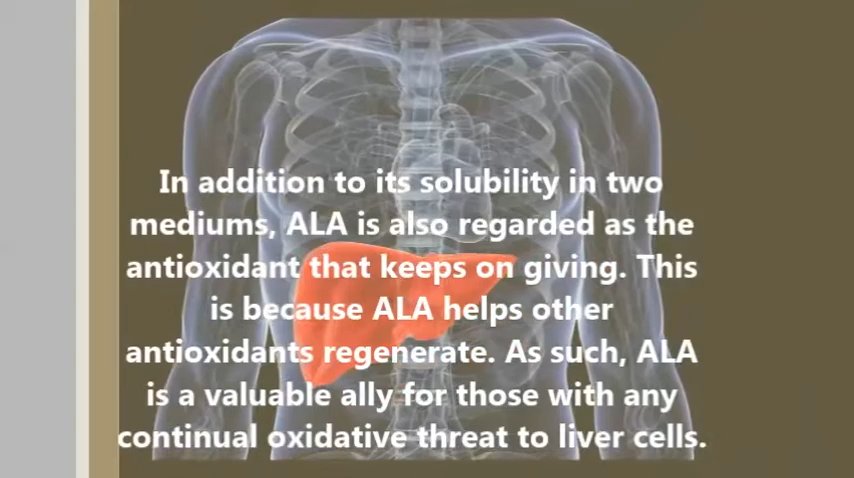 In addition to its solubility in two
mediums, ALA is also regarded as the
antioxidant that keeps on giving. This
is because ALA helps other
antioxidants regenerate. As such, ALA
is a valuable ally for those with any
continual oxidative threat to liver cells.